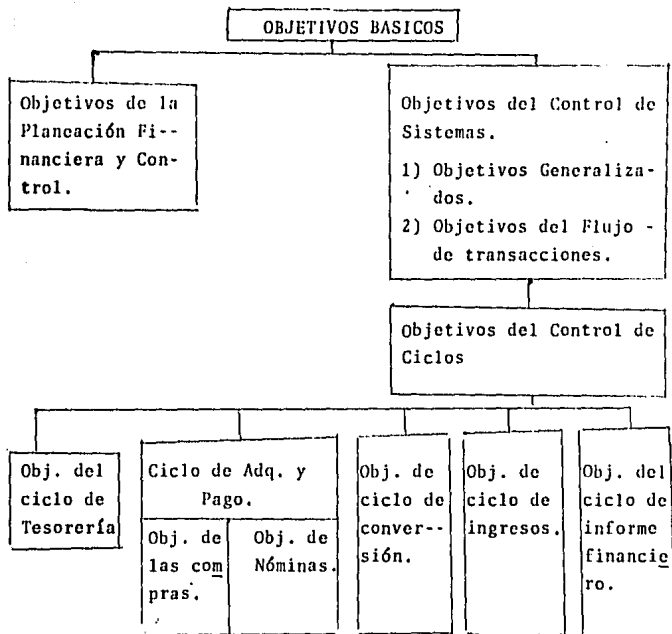 OBJETIVOS BASICOS
Objetivos de la
Planeación Fi--
nanciera y Con-
trol.
Objetivos del Control de
Sistemas.
1) Objetivos Generaliza-
dos.
2) Objetivos del Flujo -
de transacciones.
Objetivos del Control de
Ciclos
Obj. del
ciclo de
Tesorería
Ciclo de Adq. y
Pago.
Obj. de
las com
pras.
Obj. de
Nóminas.
Obj. de
ciclo de
conver--
sión.
Obj. de
ciclo de
ingresos.
Obj. del
ciclo de
informe
financie
ro.